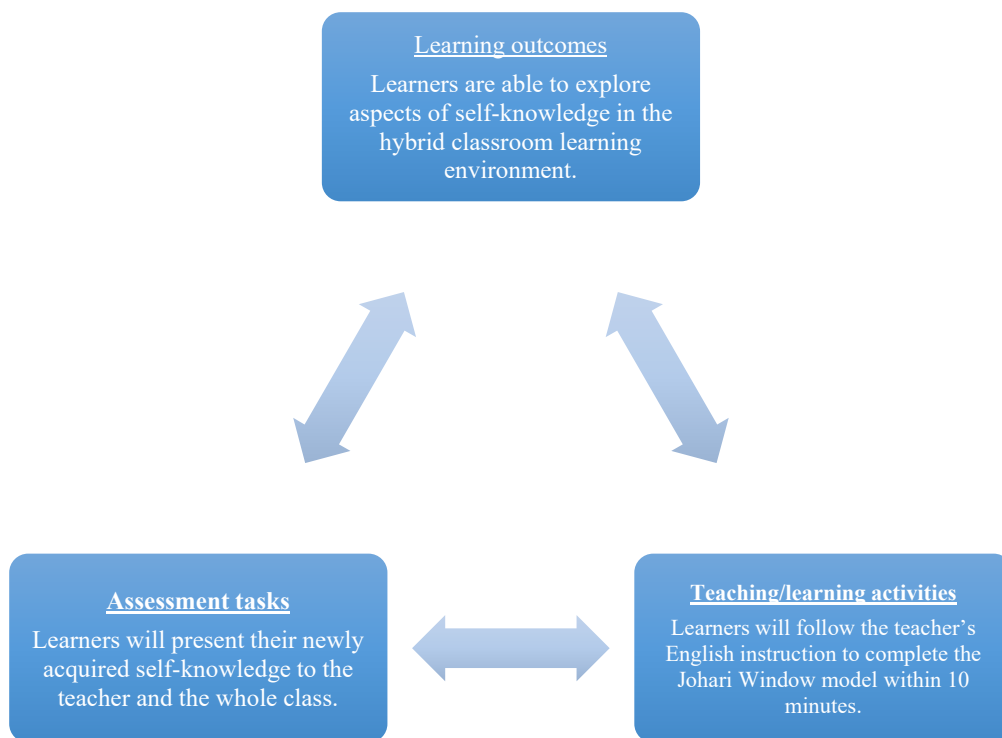 Learning outcomes
Learners are able to explore
aspects of self-knowledge in the
hybrid classroom learning
environment.
Assessment tasks
Learners will present their newly
acquired self-knowledge to the
teacher and the whole class.
Teaching/learning activities
Learners will follow the teacher's
English instruction to complete the
Johari Window model within 10
minutes.